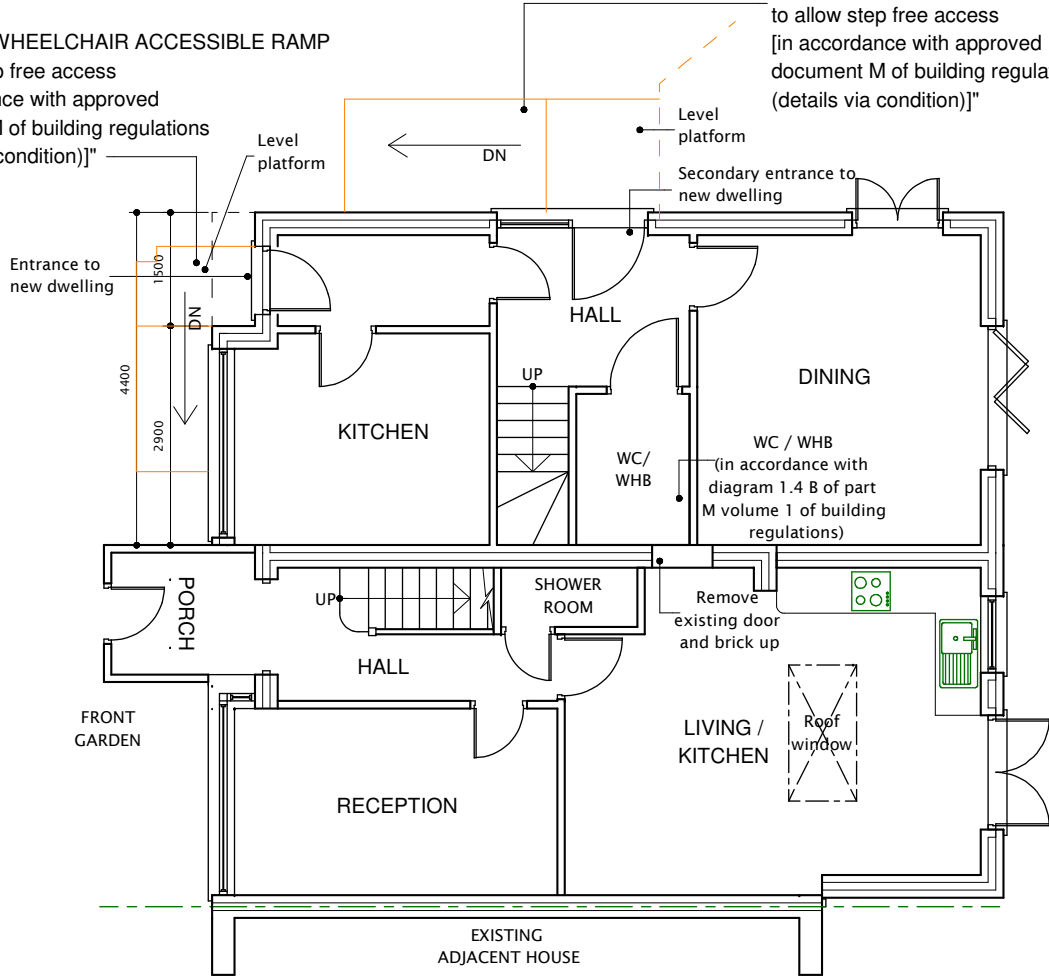 WHEELCHAIR ACCESSIBLE RAMP
free access
with approved
of building regulations
condition)]"
to allow step free access
[in accordance with approved
document M of building
(details via condition)]"
Level
platform
DN
Level
platform
Secondary entrance to
new dwelling
Entrance to
new dwelling
1500
DN
4400
2900
HALL
UP
KITCHEN
DINING
WC/
WHB
WC / WHB
(in accordance with
diagram 1.4 B of part
M volume 1 of building
regulations)
PORCH
UP
SHOWER
ROOM
Remove
existing door
and brick up
HALL
FRONT
GARDEN
LIVING /
KITCHEN
Roof
window
RECEPTION
EXISTING
ADJACENT HOUSE